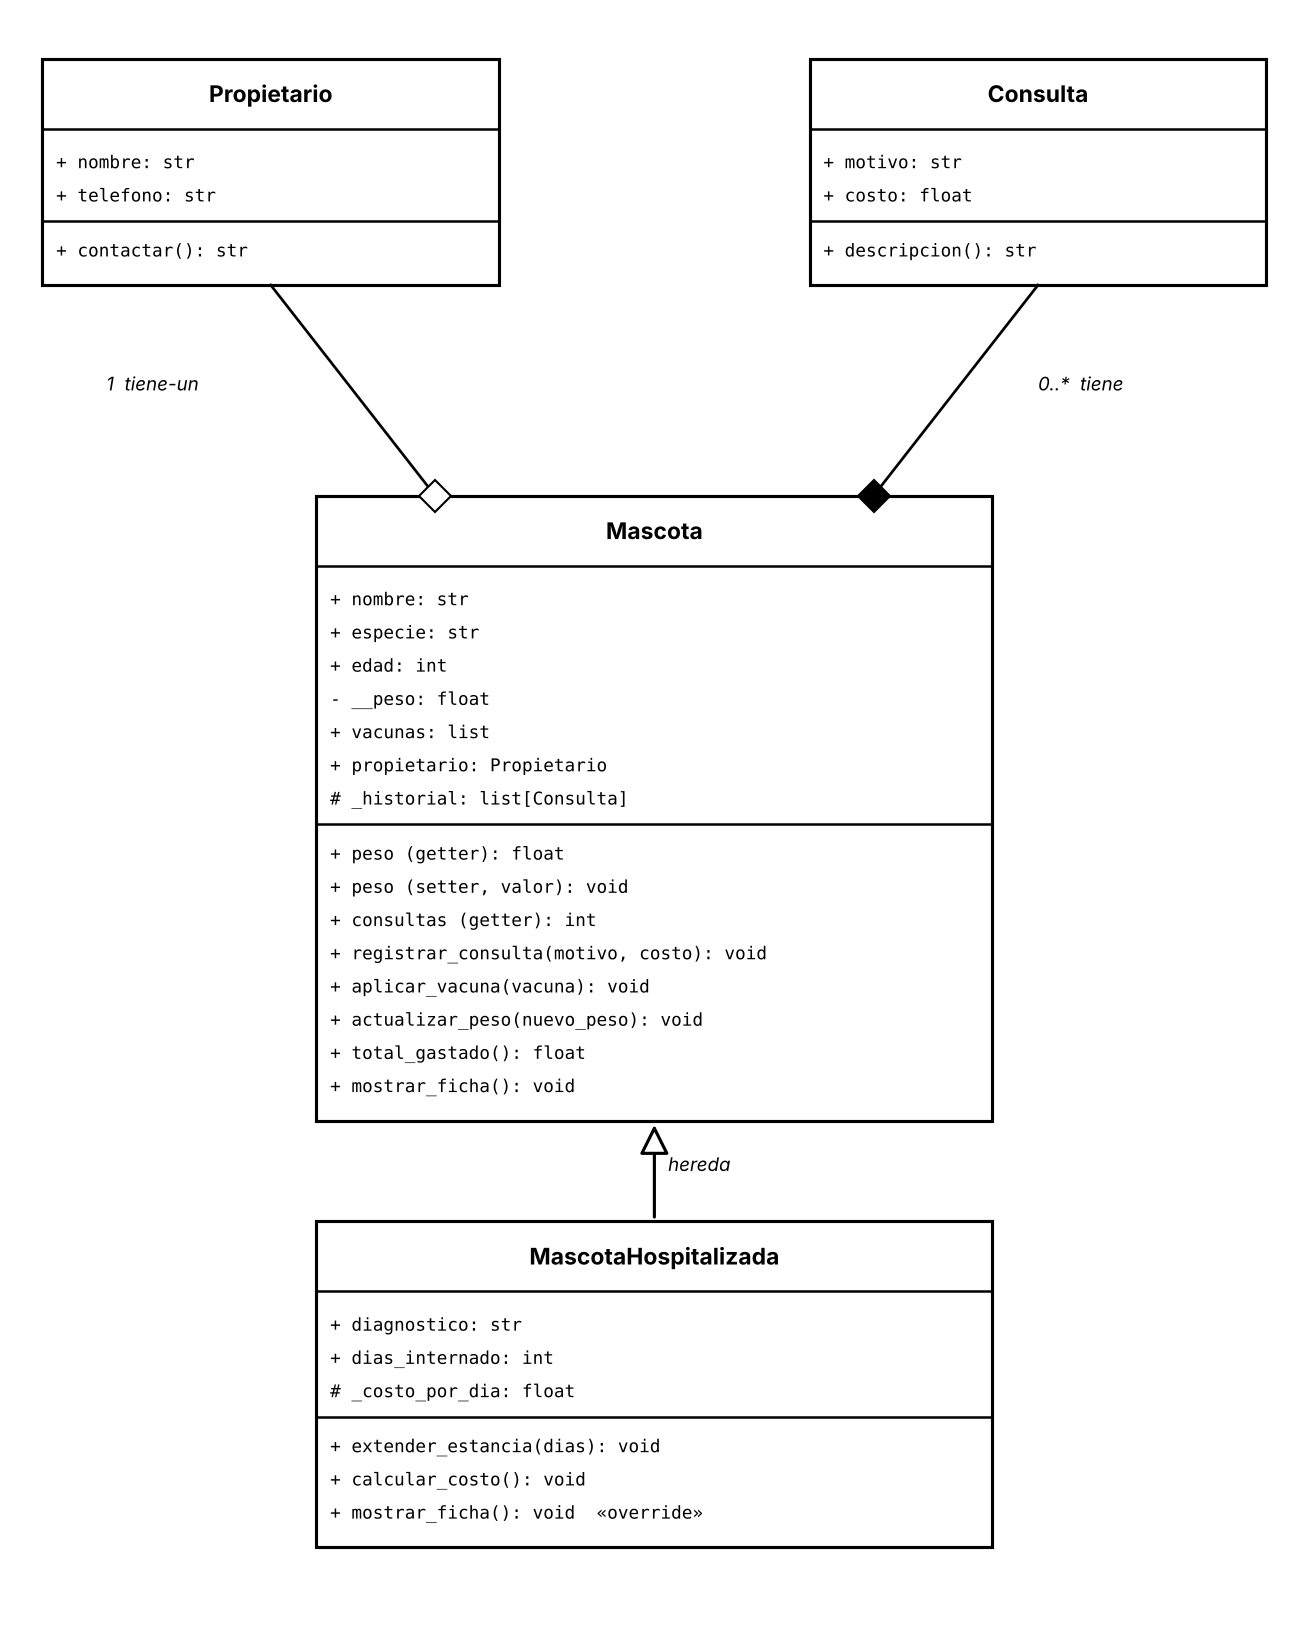 Propietario
+ nombre: str
+ telefono: str
+ contactar(): str
Consulta
+ motivo: str
+ costo: float
+ descripcion(): str
1 tiene-un
0..* tiene
Mascota
+ nombre: str
+ especie: str
+ edad: int
- __peso: float
+ vacunas: list
+ propietario: Propietario
# _historial: list[Consulta]
+ peso (getter): float
+ peso (setter, valor): void
+ consultas (getter): int
+ registrar_consulta(motivo, costo): void
+ aplicar_vacuna(vacuna): void
+ actualizar_peso(nuevo_peso): void
+ total_gastado(): float
+ mostrar_ficha(): void
hereda
MascotaHospitalizada
+ diagnostico: str
+ dias_internado: int
# _costo_por_dia: float
+ extender_estancia(dias): void
+ calcular_costo(): void
+ mostrar_ficha(): void  «override»